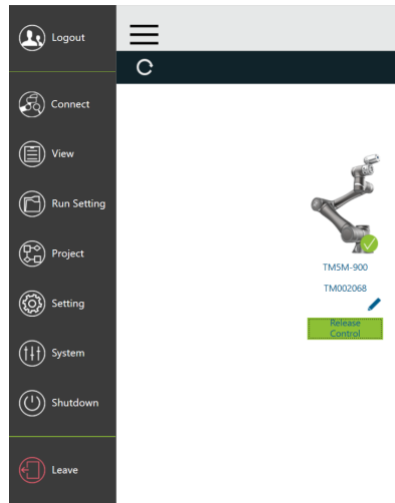 Logout
Connect
View
Run Setting
Project
Setting
System
Shutdown
Leave
TM5M-900
TM002068
Release
Control